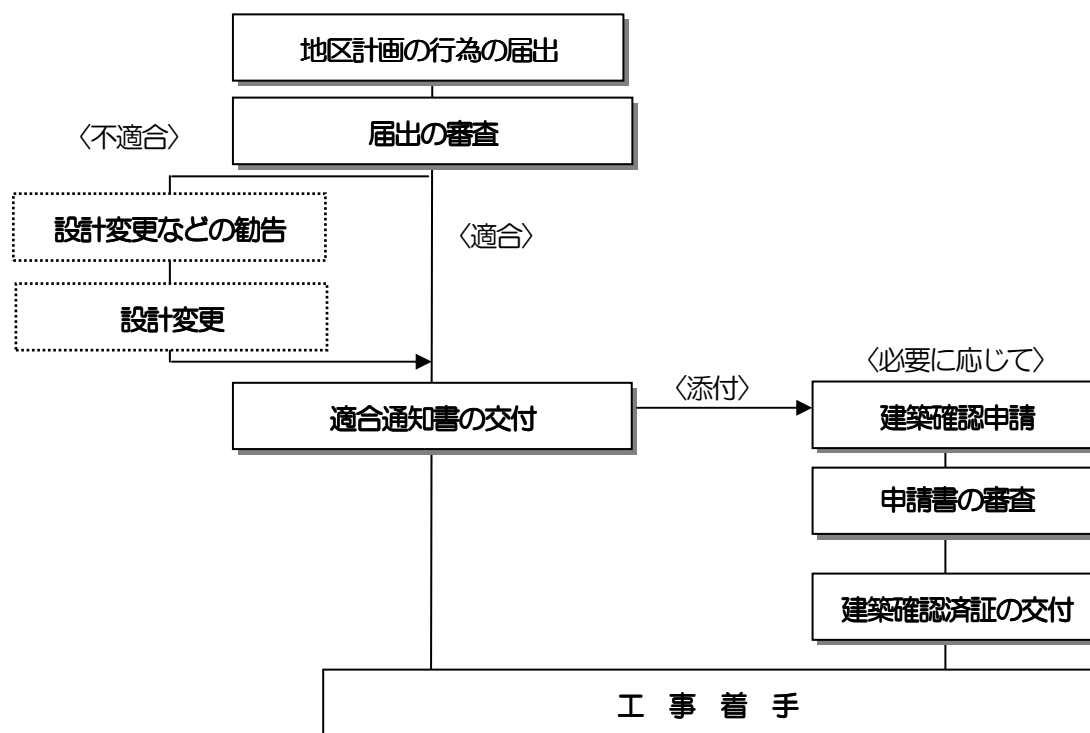 地区計画の行為の届出
届出の審査
〈不適合〉
設計変更などの勧告
〈適合〉
設計変更
〈必要に応じて〉
〈添付〉
適合通知書の交付
建築確認申請
申請書の審査
建築確認済証の交付
工 事 着 手